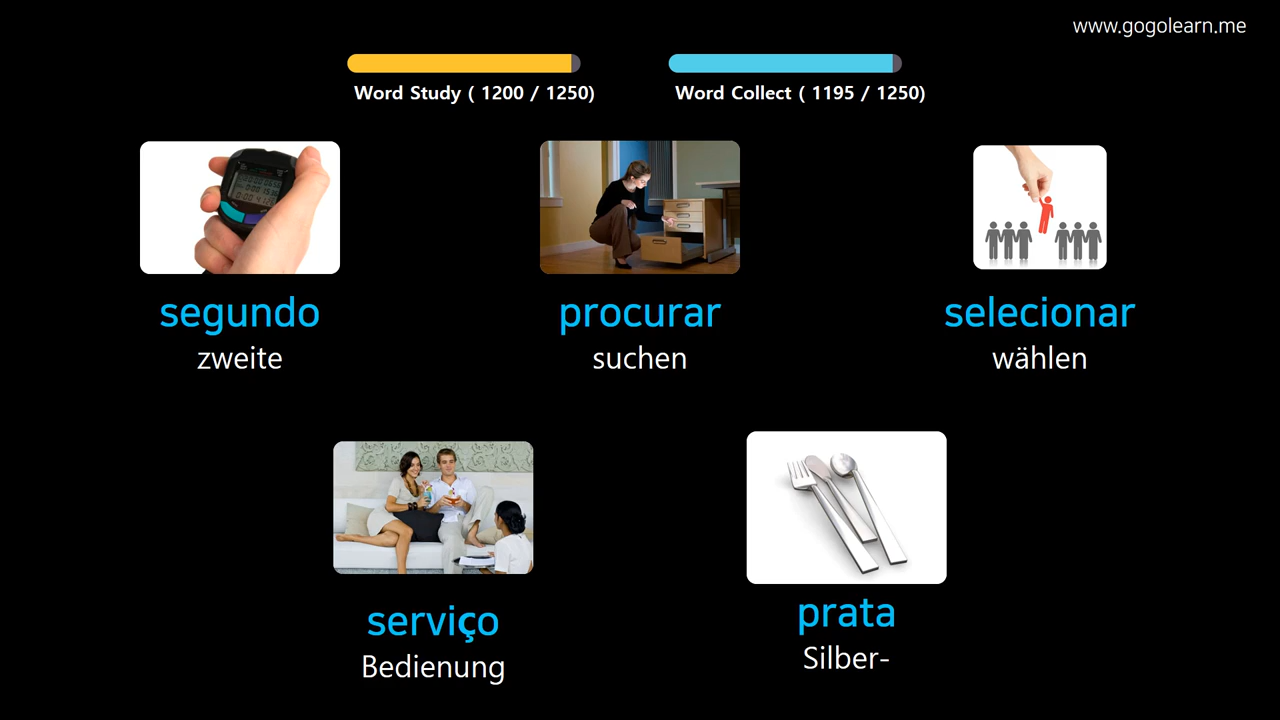 www.gogolearn.me
Word Study ( 1200 / 1250)
Word Collect ( 1195 / 1250)
segundo
zweite
procurar
suchen
selecionar
wählen
serviço
Bedienung
prata
Silber-